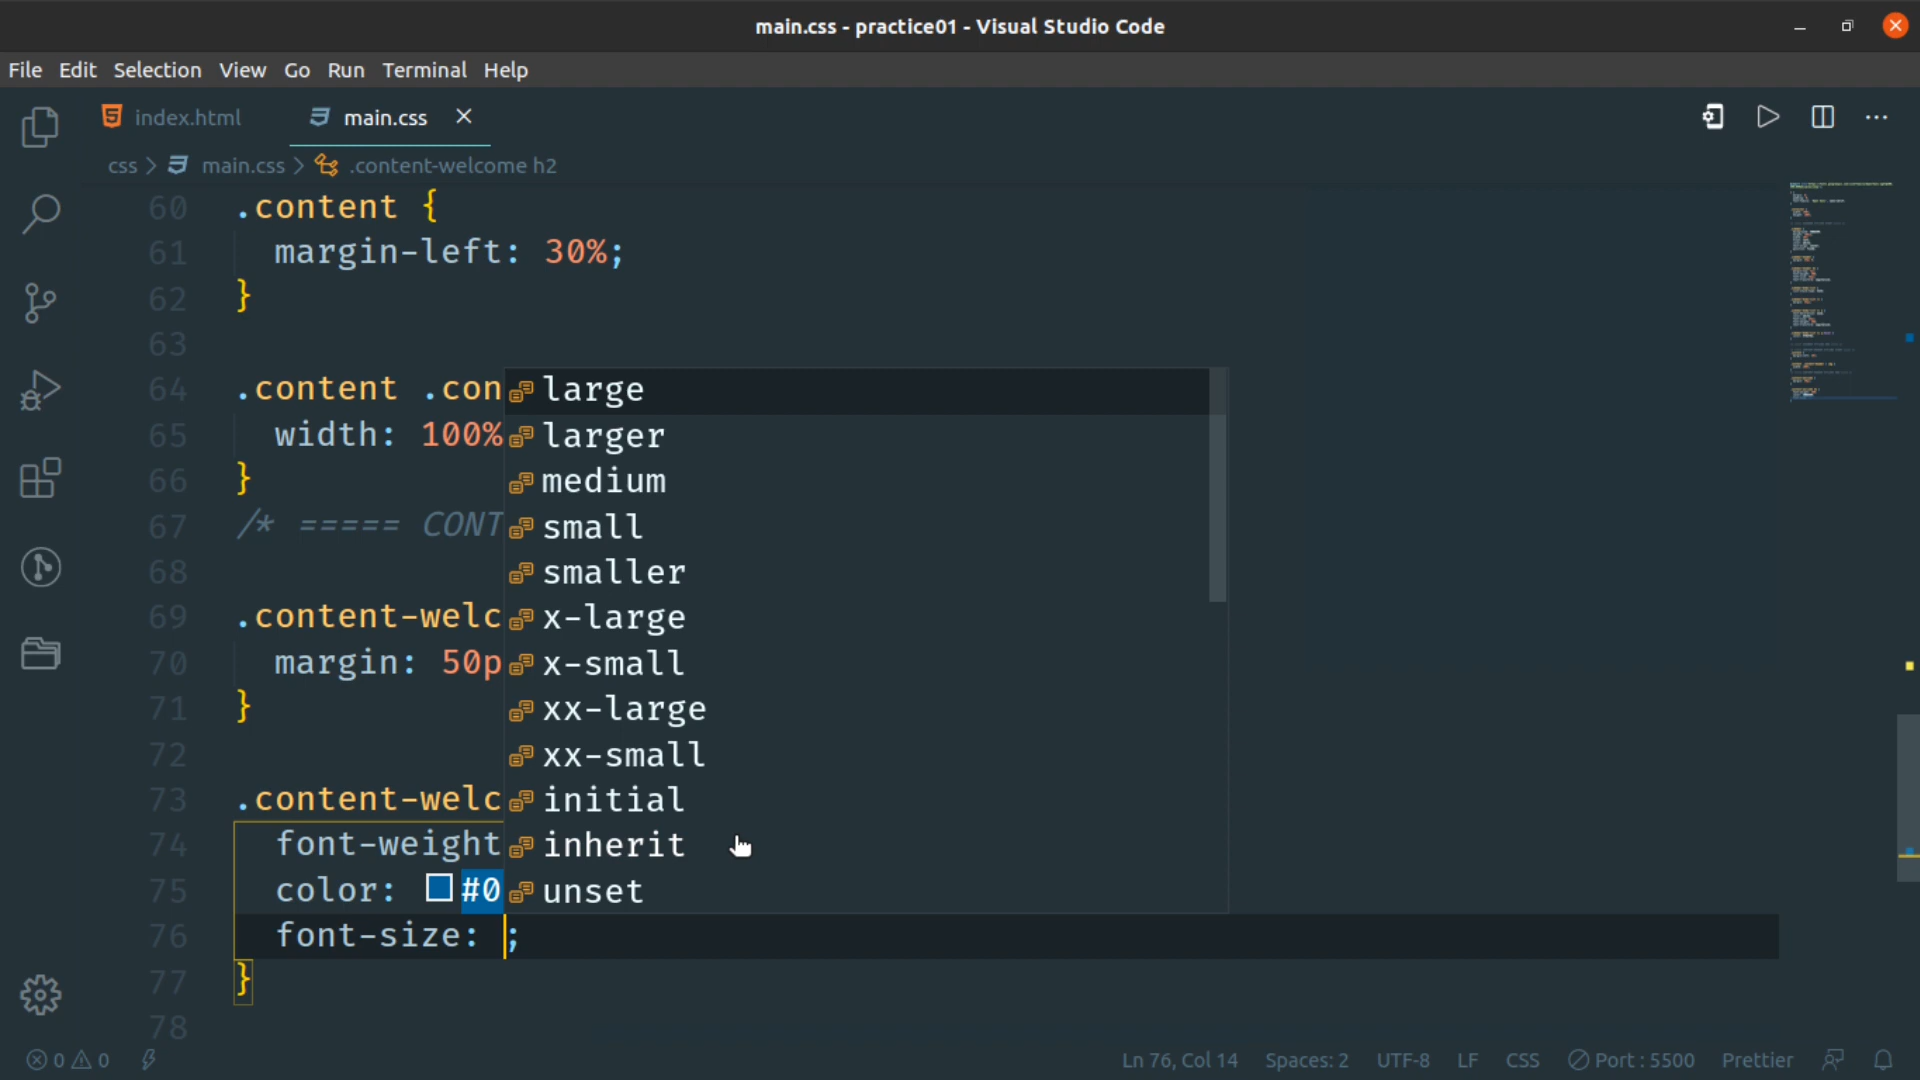 main.css - practice01 - Visual Studio Code
File Edit Selection View Go Run Terminal Help
index.html main.css
css > main.css > .content-welcome h2
60 .content {
61 margin-left: 30%;
62 }
63
64 .content .con
65 width: 100%
66 }
67 /* ===== CONT
68
69 .content-welc
70 margin: 50p
71 }
72
73 .content-welc
74 font-weight
75 color: #0
76 font-size: ;
77 }
78
large
larger
medium
small
smaller
x-large
x-small
xx-large
xx-small
initial
inherit
unset
0 0 Ln 76, Col 14 Spaces: 2 UTF-8 LF CSS Port : 5500 Prettier